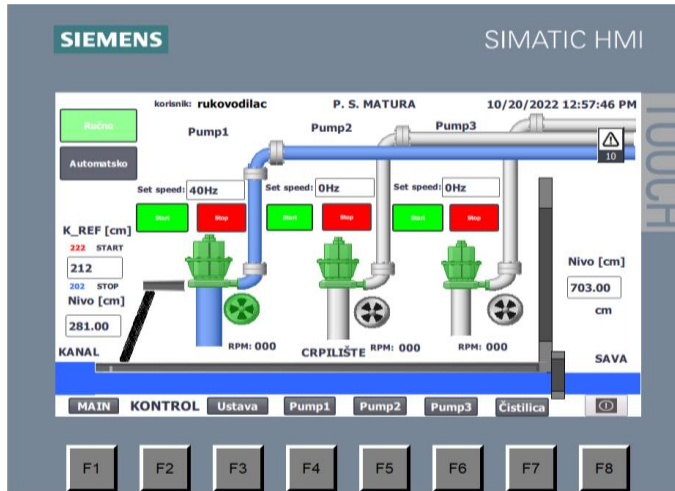 SIEMENS
SIMATIC HMI
TOUCH
korisnik: rukovodilac
P. S. MATURA
10/20/2022 12:57:46 PM
Ručno
Automatsko
Pump1
Pump2
Pump3
10
Set speed: 40Hz
Set speed: 0Hz
Set speed: 40Hz
Start
Stop
Start
Stop
Start
Stop
K_REF [cm]
222 START
212
202 STOP
Nivo [cm]
281.00
KANAL
Nivo [cm]
703.00
cm
RPM: 000
CRPILIŠTE
RPM: 000
RPM: 000
SAVA
MAIN
KONTROL
Ustava
Pump1
Pump2
Pump3
Čistilica
F1
F2
F3
F4
F5
F6
F7
F8